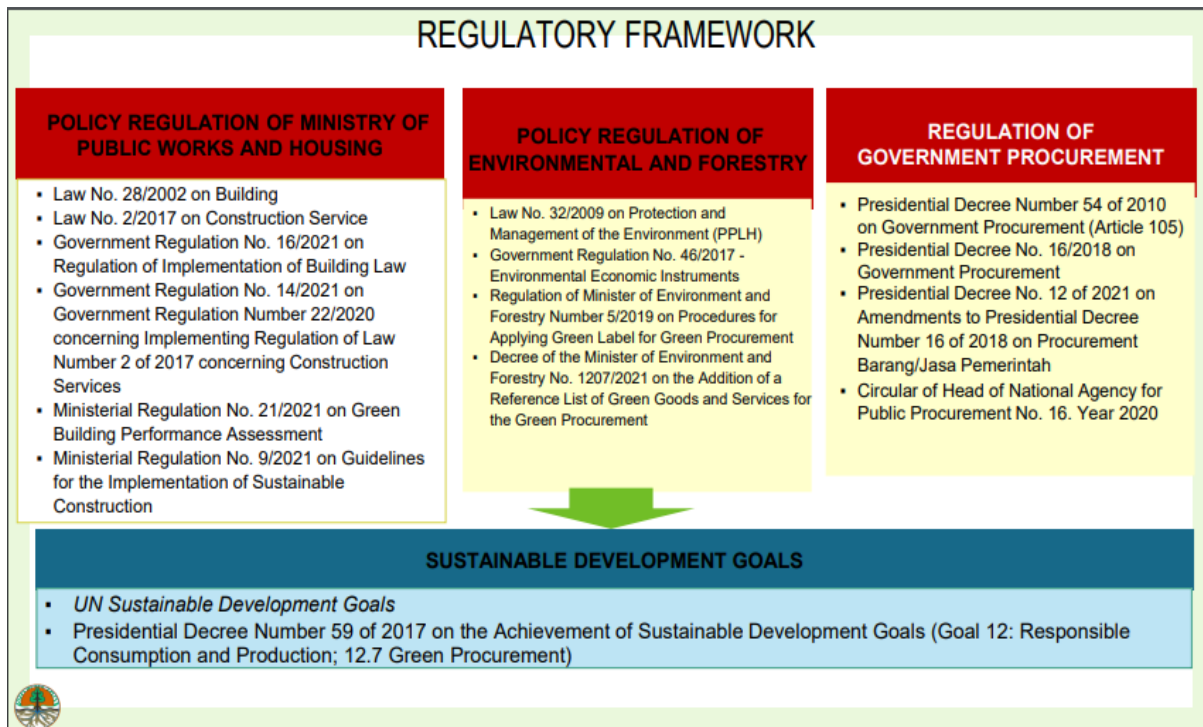 REGULATORY FRAMEWORK
POLICY REGULATION OF MINISTRY OF
PUBLIC WORKS AND HOUSING
▪ Law No. 28/2002 on Building
▪ Law No. 2/2017 on Construction Service
▪ Government Regulation No. 16/2021 on
Regulation of Implementation of Building Law
▪ Government Regulation No. 14/2021 on
Government Regulation Number 22/2020
concerning Implementing Regulation of Law
Number 2 of 2017 concerning Construction
Services
▪ Ministerial Regulation No. 21/2021 on Green
Building Performance Assessment
▪ Ministerial Regulation No. 9/2021 on Guidelines
for the Implementation of Sustainable
Construction
POLICY REGULATION OF
ENVIRONMENTAL AND FORESTRY
▪ Law No. 32/2009 on Protection and
Management of the Environment (PPLH)
▪ Government Regulation No. 46/2017 -
Environmental Economic Instruments
▪ Regulation of Minister of Environment and
Forestry Number 5/2019 on Procedures for
Applying Green Label for Green Procurement
▪ Decree of the Minister of Environment and
Forestry No. 1207/2021 on the Addition of a
Reference List of Green Goods and Services for
the Green Procurement
REGULATION OF
GOVERNMENT PROCUREMENT
▪ Presidential Decree Number 54 of 2010
on Government Procurement (Article 105)
▪ Presidential Decree No. 16/2018 on
Government Procurement
▪ Presidential Decree No. 12 of 2021 on
Amendments to Presidential Decree
Number 16 of 2018 on Procurement
Barang/Jasa Pemerintah
▪ Circular of Head of National Agency for
Public Procurement No. 16. Year 2020
SUSTAINABLE DEVELOPMENT GOALS
▪ UN Sustainable Development Goals
▪ Presidential Decree Number 59 of 2017 on the Achievement of Sustainable Development Goals (Goal 12: Responsible
Consumption and Production; 12.7 Green Procurement)